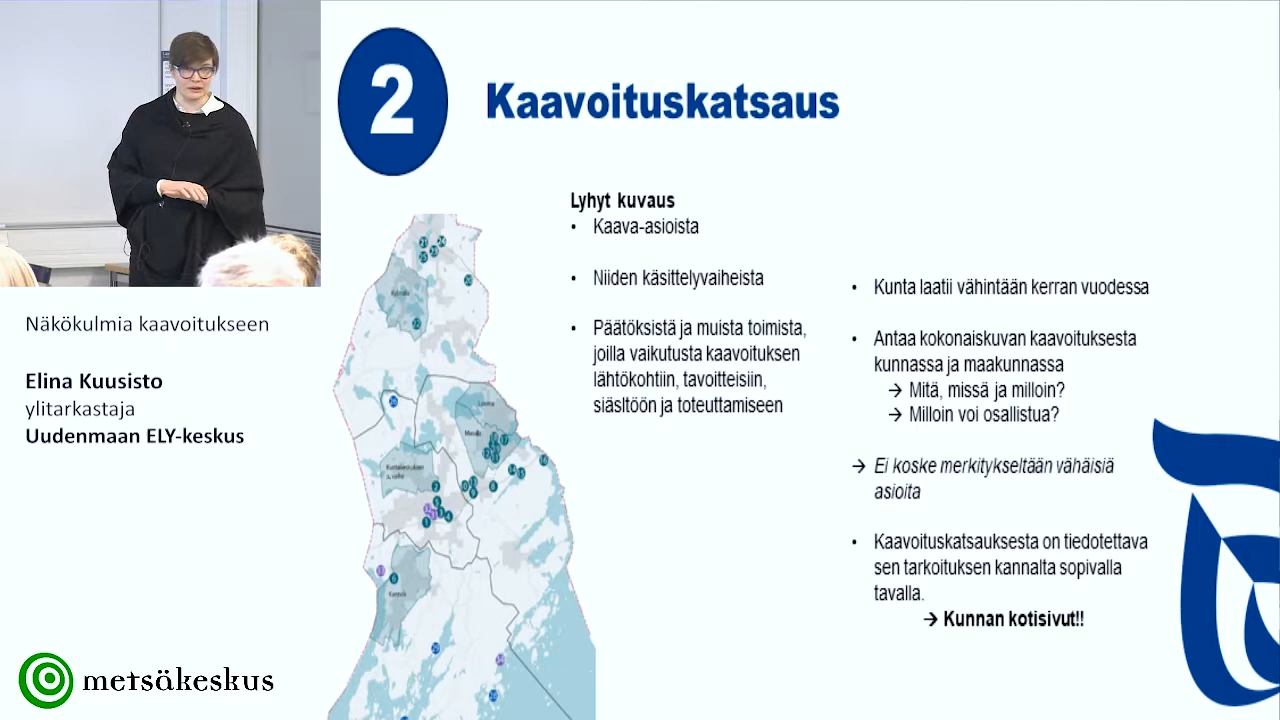 2
Kaavoituskatsaus
Lyhyt kuvaus
• Kaava-asioista
• Niiden käsittelyvaiheista
• Päätöksistä ja muista toimista,
joilla vaikutusta kaavoituksen
lähtökohtiin, tavoitteisiin,
siäsltöön ja toteuttamiseen
• Kunta laatii vähintään kerran vuodessa
• Antaa kokonaiskuvan kaavoituksesta
kunnassa ja maakunnassa
→ Mitä, missä ja milloin?
→ Milloin voi osallistua?
→ Ei koske merkitykseltään vähäisiä
asioita
• Kaavoituskatsauksesta on tiedotettava
sen tarkoituksen kannalta sopivalla
tavalla.
→ Kunnan kotisivut!!
Näkökulmia kaavoitukseen
Elina Kuusisto
ylitarkastaja
Uudenmaan ELY-keskus
metsäkeskus